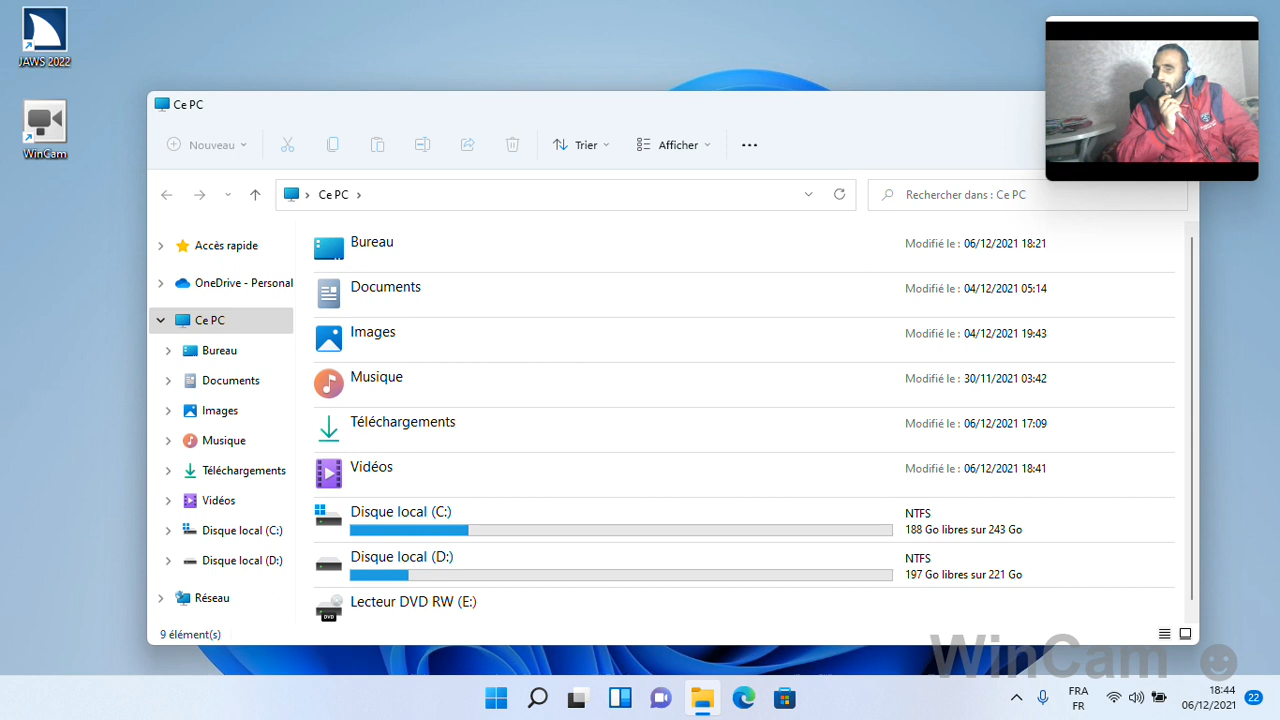 JAWS 2022
WinCam
Ce PC
Nouveau
Trier
Afficher
Ce PC
Rechercher dans : Ce PC
Accès rapide
OneDrive - Personal
Ce PC
Bureau
Documents
Images
Musique
Téléchargements
Vidéos
Disque local (C:)
Disque local (D:)
Réseau
Bureau
Modifié le : 06/12/2021 18:21
Documents
Modifié le : 04/12/2021 05:14
Images
Modifié le : 04/12/2021 19:43
Musique
Modifié le : 30/11/2021 03:42
Téléchargements
Modifié le : 06/12/2021 17:09
Vidéos
Modifié le : 06/12/2021 18:41
Disque local (C:)
NTFS
188 Go libres sur 243 Go
Disque local (D:)
NTFS
197 Go libres sur 221 Go
Lecteur DVD RW (E:)
DVD
9 élément(s)
WinCam
FRA
FR
18:44
06/12/2021
22